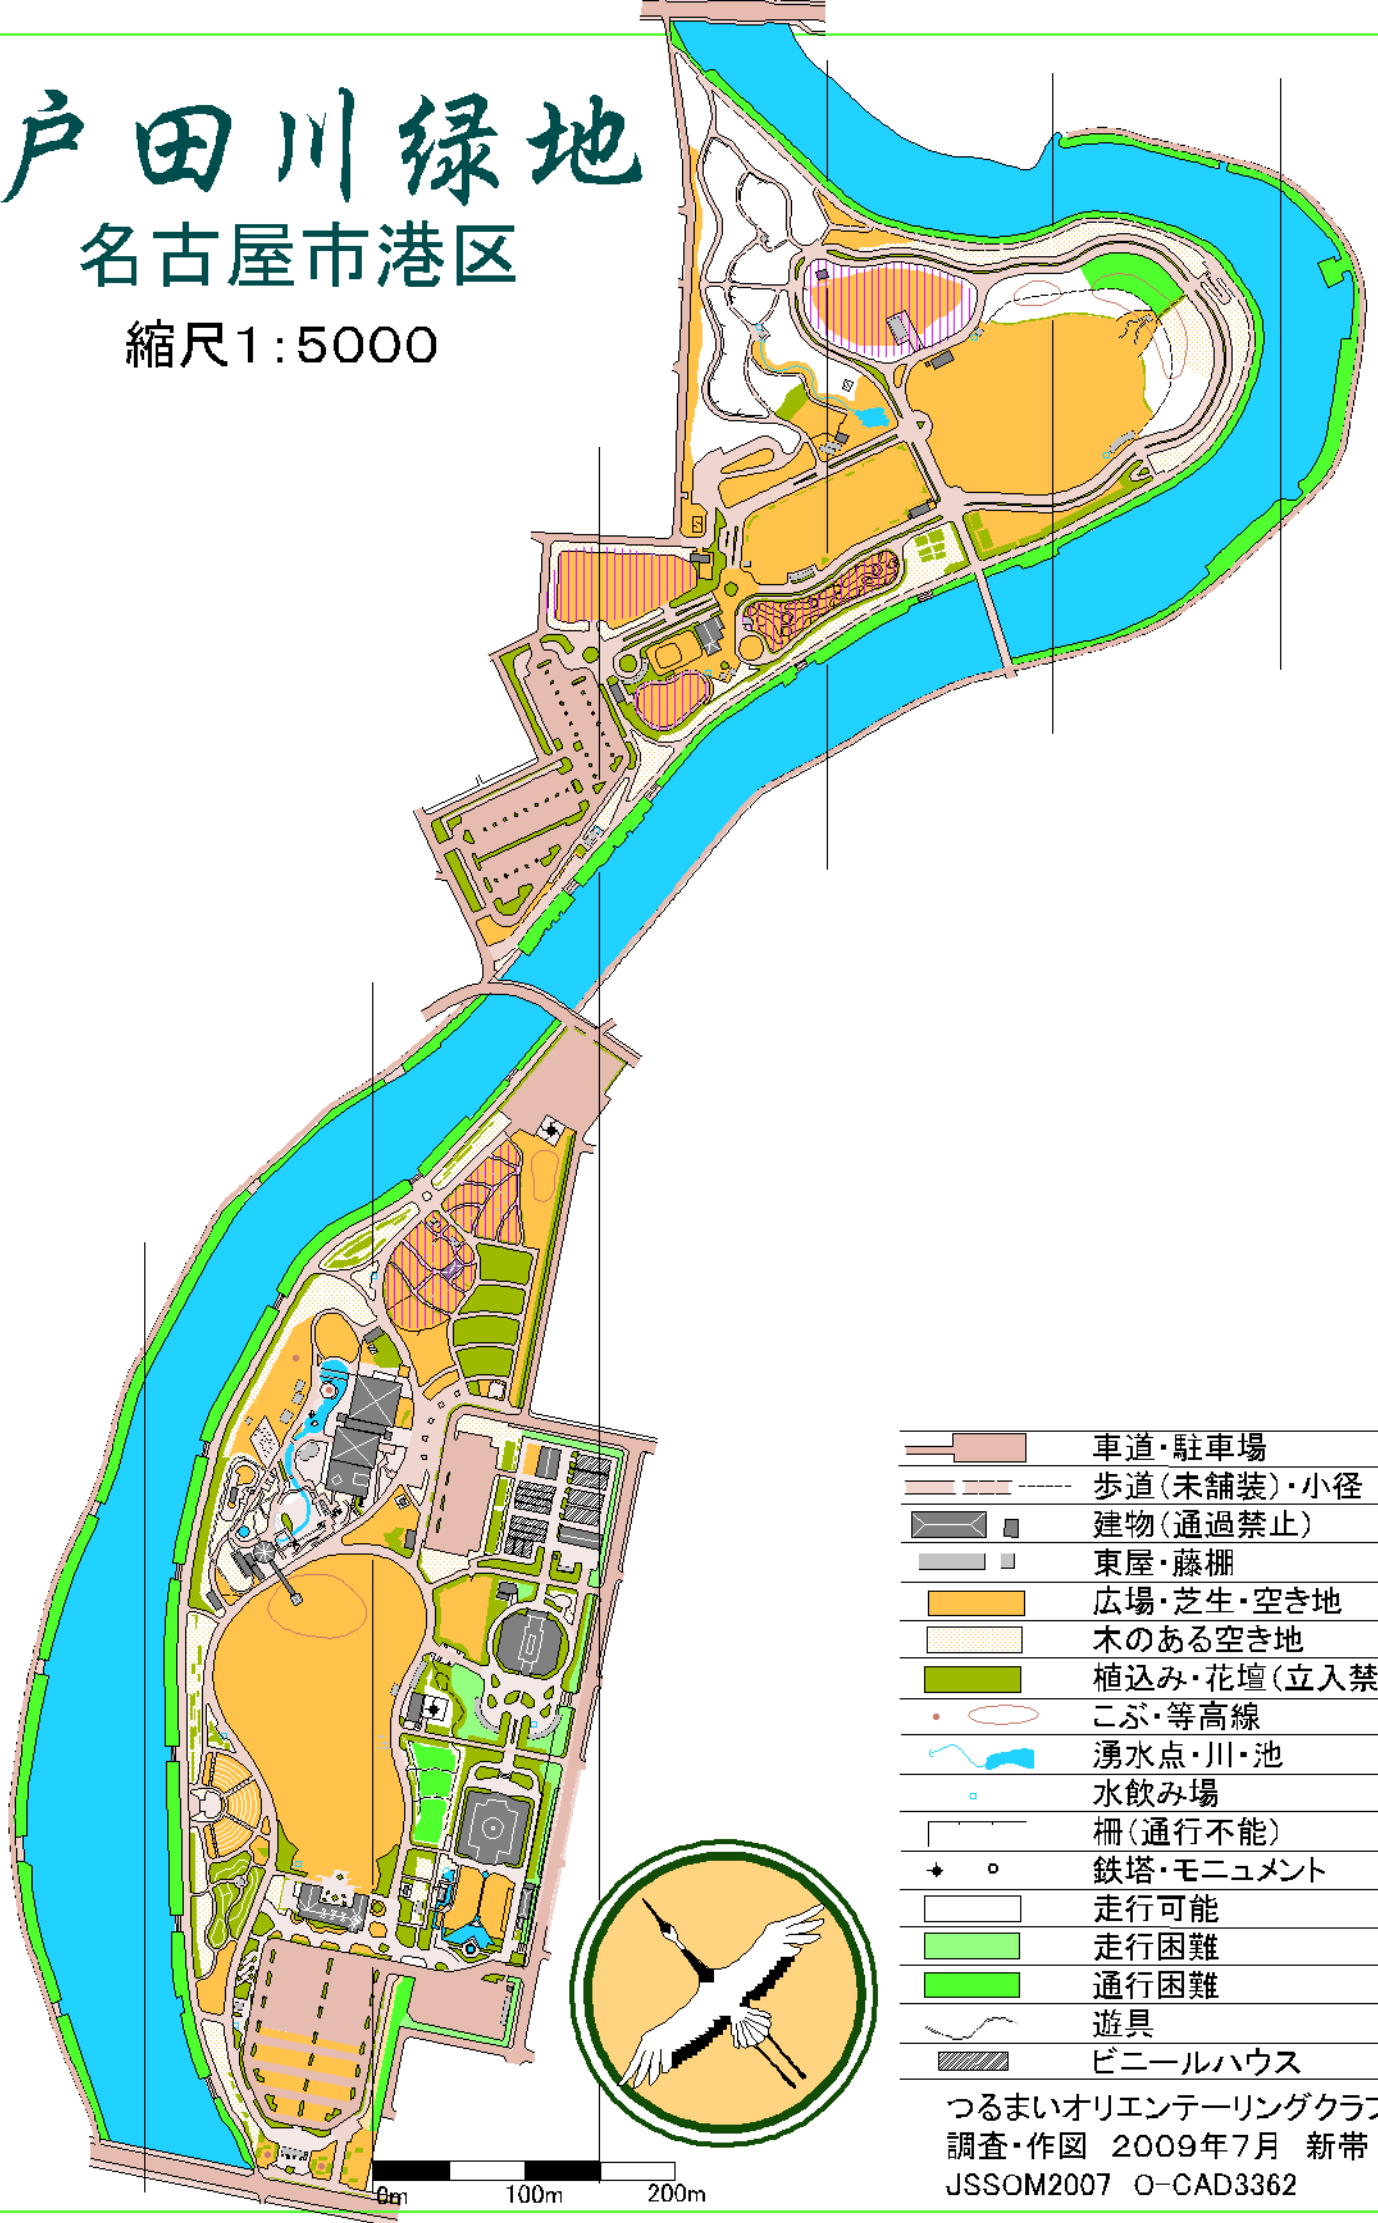 戸田川緑地
名古屋市港区
縮尺1:5000
車道・駐車場
歩道(未舗装)・小径
建物(通過禁止)
東屋・藤棚
広場・芝生・空き地
木のある空き地
植込み・花壇(立入禁
こぶ・等高線
湧水点・川・池
水飲み場
柵(通行不能)
鉄塔・モニュメント
走行可能
走行困難
通行困難
遊具
ビニールハウス
つるまいオリエンテーリングクラブ
調査・作図 2009年7月 新帯
JSSOM2007 O-CAD3362
0m 100m 200m